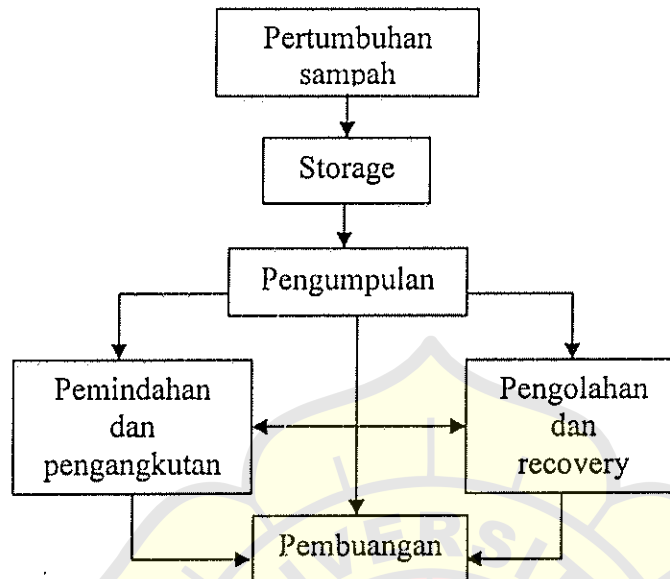 Pertumbuhan
sampah
Storage
Pengumpulan
Pemindahan
dan
pengangkutan
Pengolahan
dan
recovery
Pembuangan